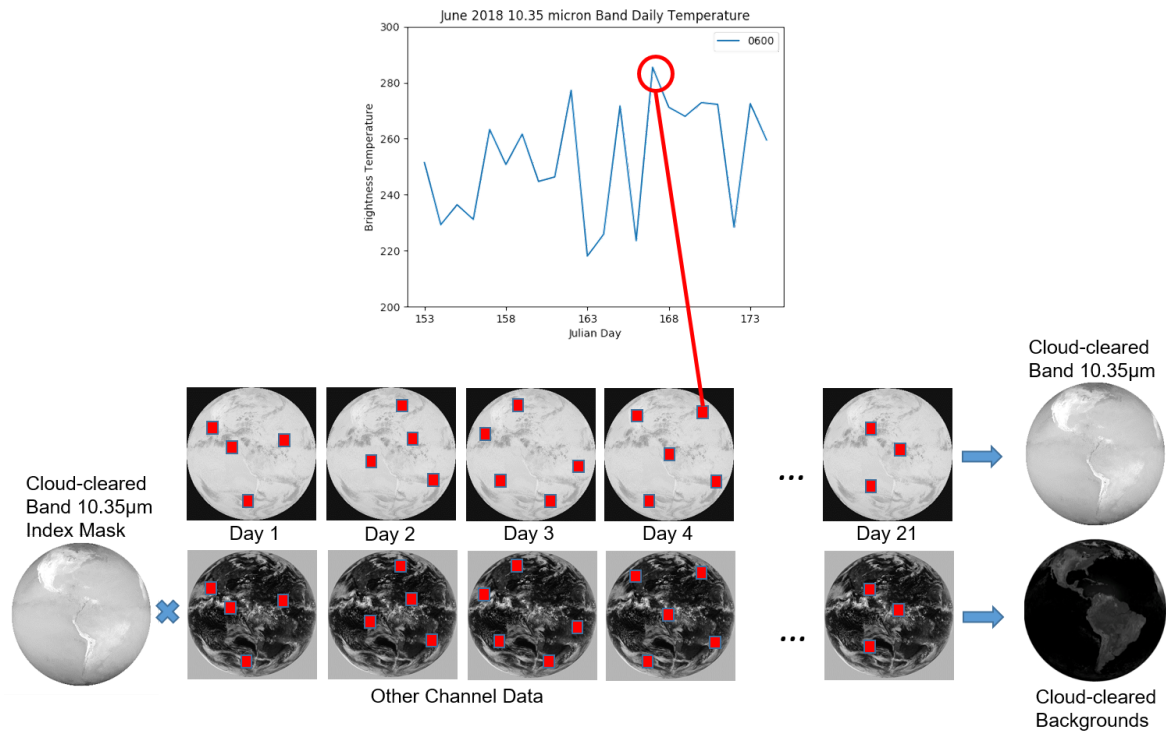 June 2018 10.35 micron Band Daily Temperature
300
280
260
240
220
200
Brightness Temperature
0600
153
158
163
168
173
Julian Day
Cloud-cleared
Band 10.35µm
Cloud-cleared
Band 10.35µm
Index Mask
Day 1
Day 2
Day 3
Day 4
...
Day 21
...
Other Channel Data
Cloud-cleared
Backgrounds